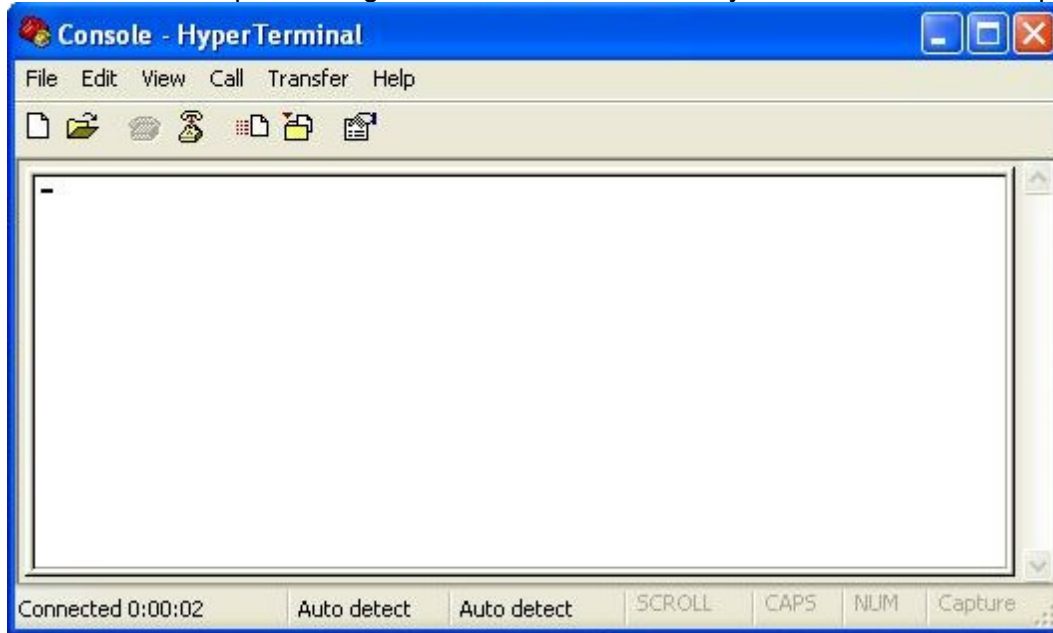 Console - HyperTerminal
File Edit View Call Transfer Help
Connected 0:00:02 Auto detect Auto detect SCROLL CAPS NUM Capture